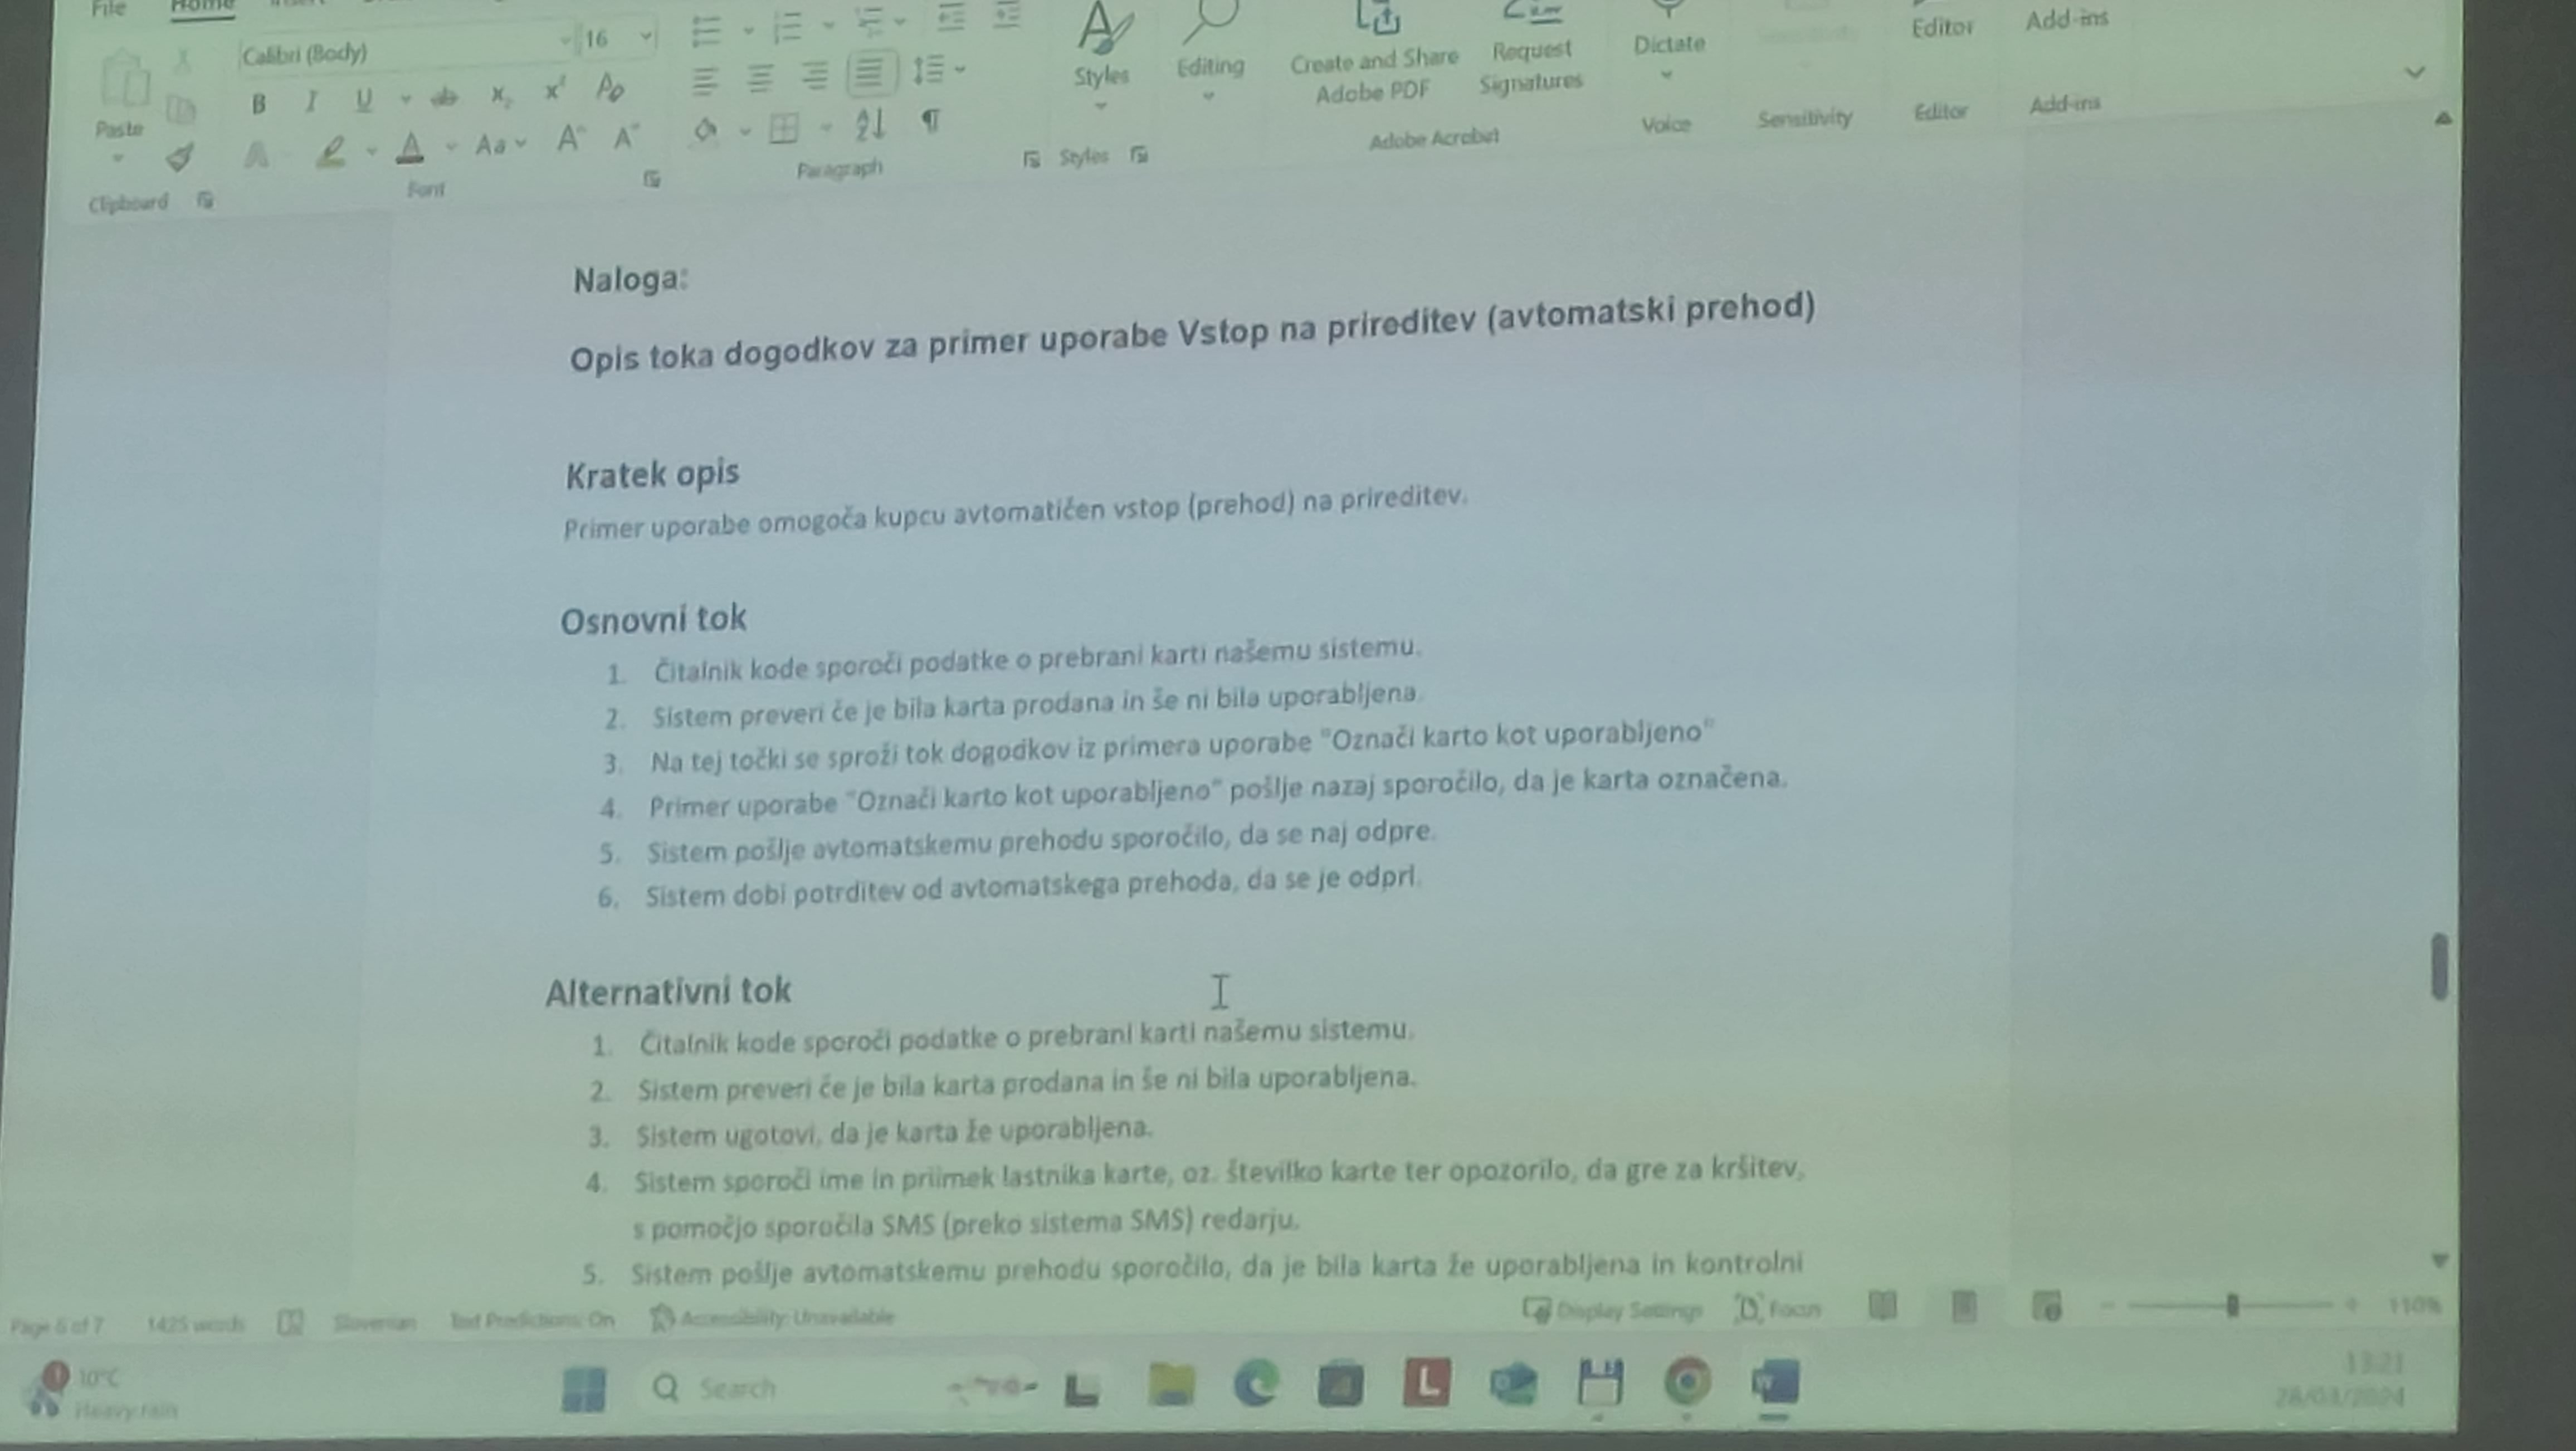 File Home
Calibri (Body) 16
Paste
B I U ab x₂ x² A
A A Aa A A
Clipboard
Font
Paragraph
Styles
Styles
Editing
Create and Share
Adobe PDF
Request
Signatures
Adobe Acrobat
Dictate
Voice
Sensitivity
Editor
Editor
Add-ins
Add-ins
Naloga:
Opis toka dogodkov za primer uporabe Vstop na prireditev (avtomatski prehod)
Kratek opis
Primer uporabe omogoča kupcu avtomatičen vstop (prehod) na prireditev.
Osnovni tok
1. Čitalnik kode sporoči podatke o prebrani karti našemu sistemu.
2. Sistem preveri če je bila karta prodana in še ni bila uporabljena.
3. Na tej točki se sproži tok dogodkov iz primera uporabe "Označi karto kot uporabljeno"
4. Primer uporabe "Označi karto kot uporabljeno" pošlje nazaj sporočilo, da je karta označena.
5. Sistem pošlje avtomatskemu prehodu sporočilo, da se naj odpre.
6. Sistem dobi potrditev od avtomatskega prehoda, da se je odprl.
Alternativni tok
1. Čitalnik kode sporoči podatke o prebrani karti našemu sistemu.
2. Sistem preveri če je bila karta prodana in še ni bila uporabljena.
3. Sistem ugotovi, da je karta že uporabljena.
4. Sistem sporoči ime in priimek lastnika karte, oz. številko karte ter opozorilo, da gre za kršitev,
s pomočjo sporočila SMS (preko sistema SMS) redarju.
5. Sistem pošlje avtomatskemu prehodu sporočilo, da je bila karta že uporabljena in kontrolni
Page 6 of 7 1425 words Slovenian Text Predictions: On Accessibility: Unavailable Display Settings Focus 110%
10°C
Heavy rain
Search
L
13:21
28/03/2024